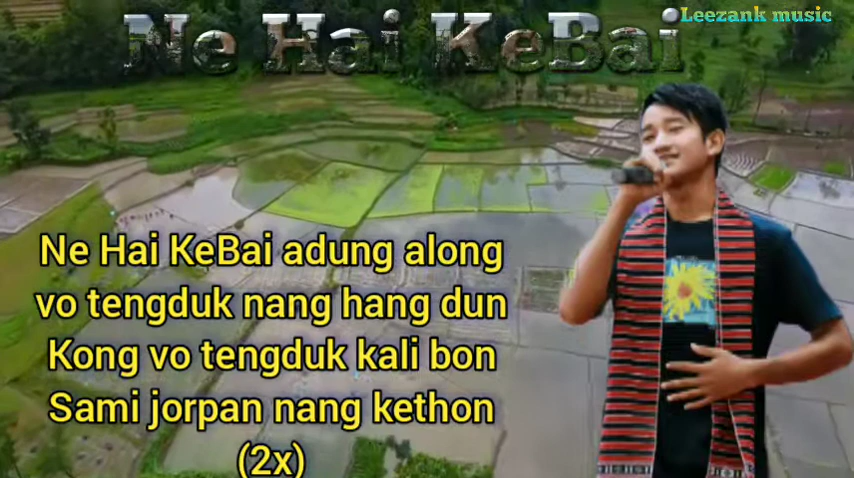 Leezank music
Ne Hai KeBai
Ne Hai KeBai adung along
vo tengduk nang hang dun
Kong vo tengduk kali bon
Sami jorpan nang kethon
(2x)